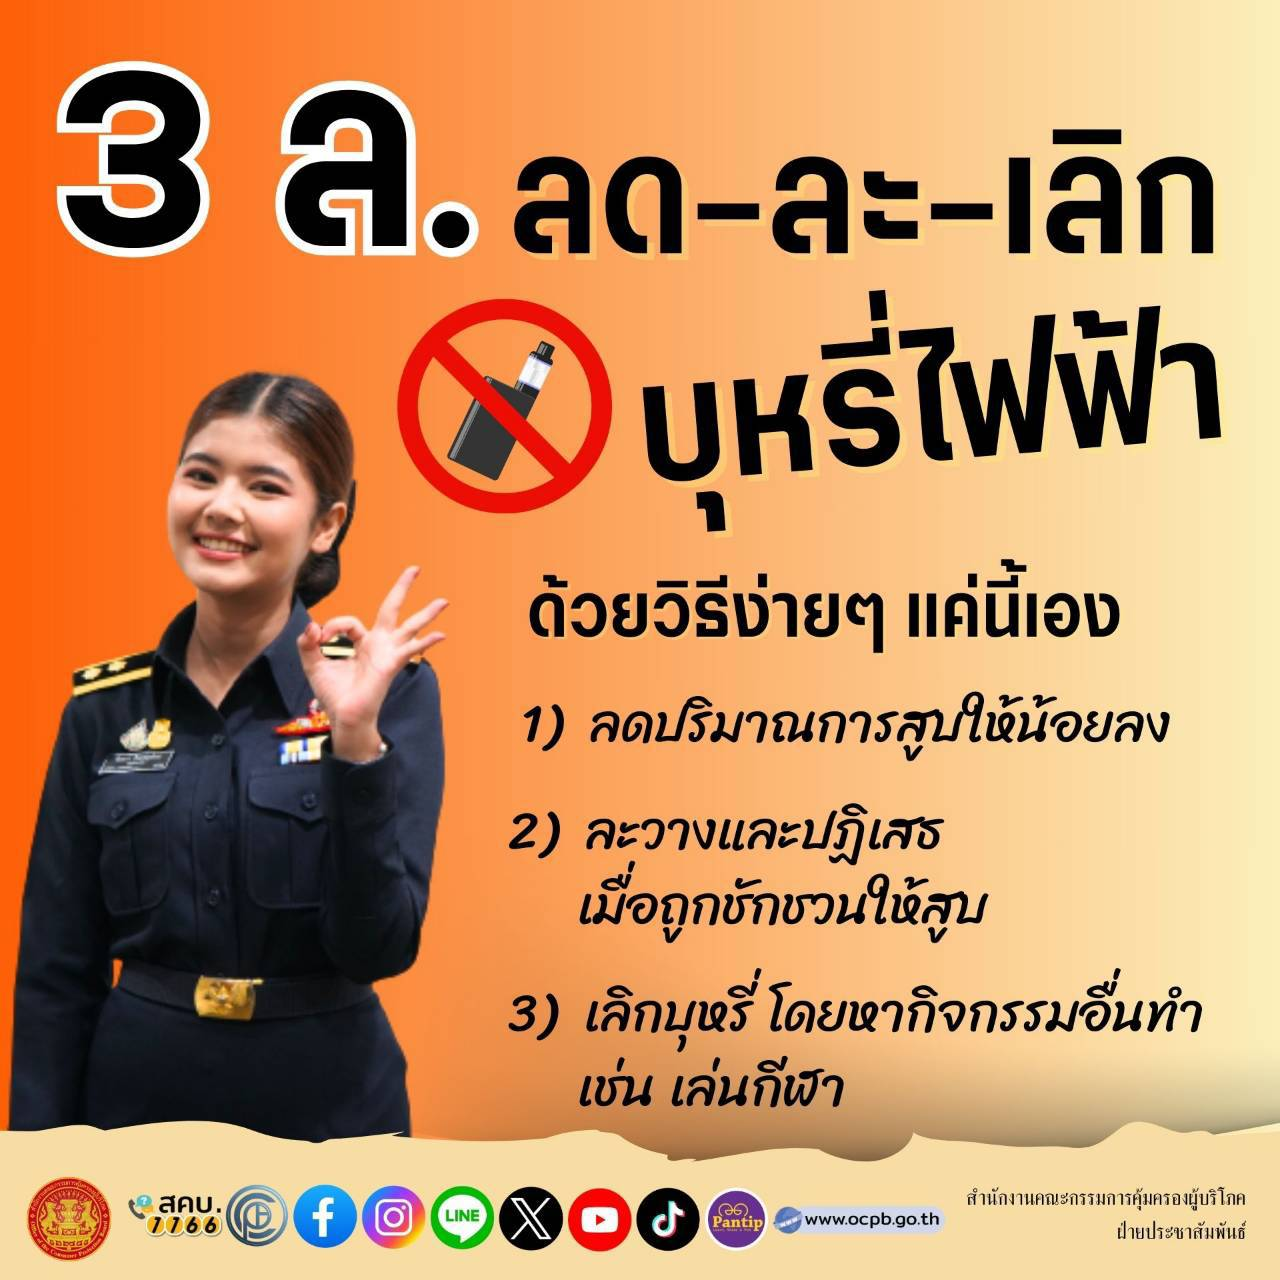 3 ล. ลด-ละ-เลิก
บุหรี่ไฟฟ้า
ด้วยวิธีง่ายๆ แค่นี้เอง
1) ลดปริมาณการสูบให้น้อยลง
2) ละวางและปฏิเสธ
เมื่อถูกชักชวนให้สูบ
3) เลิกบุหรี่ โดยหากิจกรรมอื่นทำ
เช่น เล่นกีฬา
สคบ.
1166
LINE
Pantip
www.ocpb.go.th
สำนักงานคณะกรรมการคุ้มครองผู้บริโภค
ฝ่ายประชาสัมพันธ์